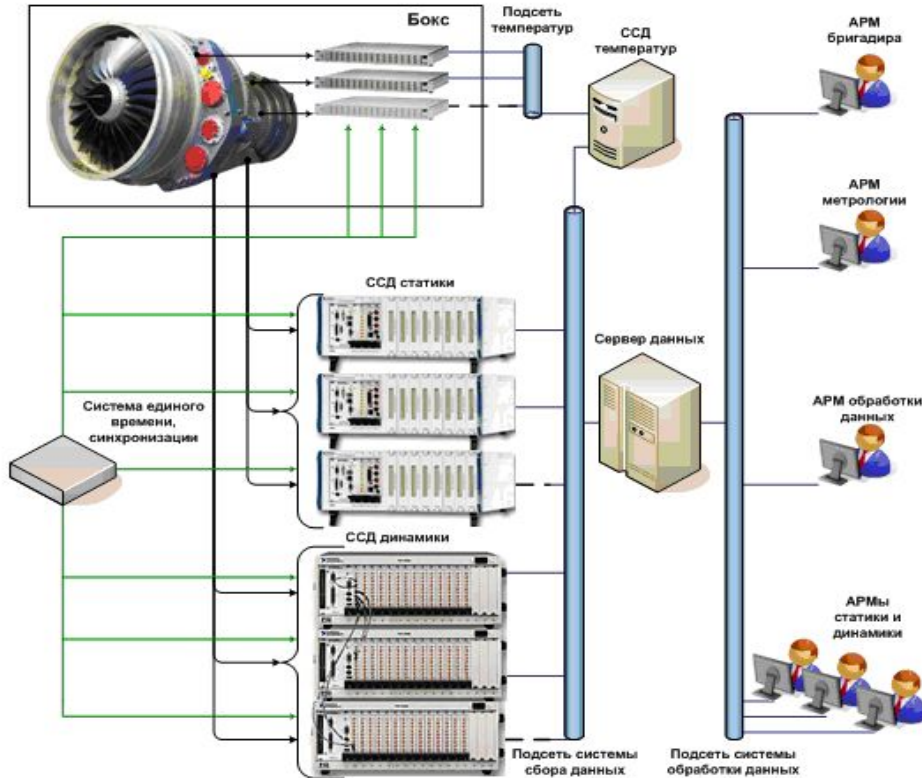 Бокс
Подсеть
температур
ССД
температур
АРМ
бригадира
АРМ
метрологии
ССД статики
Сервер данных
Система единого
времени,
синхронизации
АРМ обработки
данных
ССД динамики
АРМы
статики и
динамики
Подсеть системы
сбора данных
Подсеть системы
обработки данных